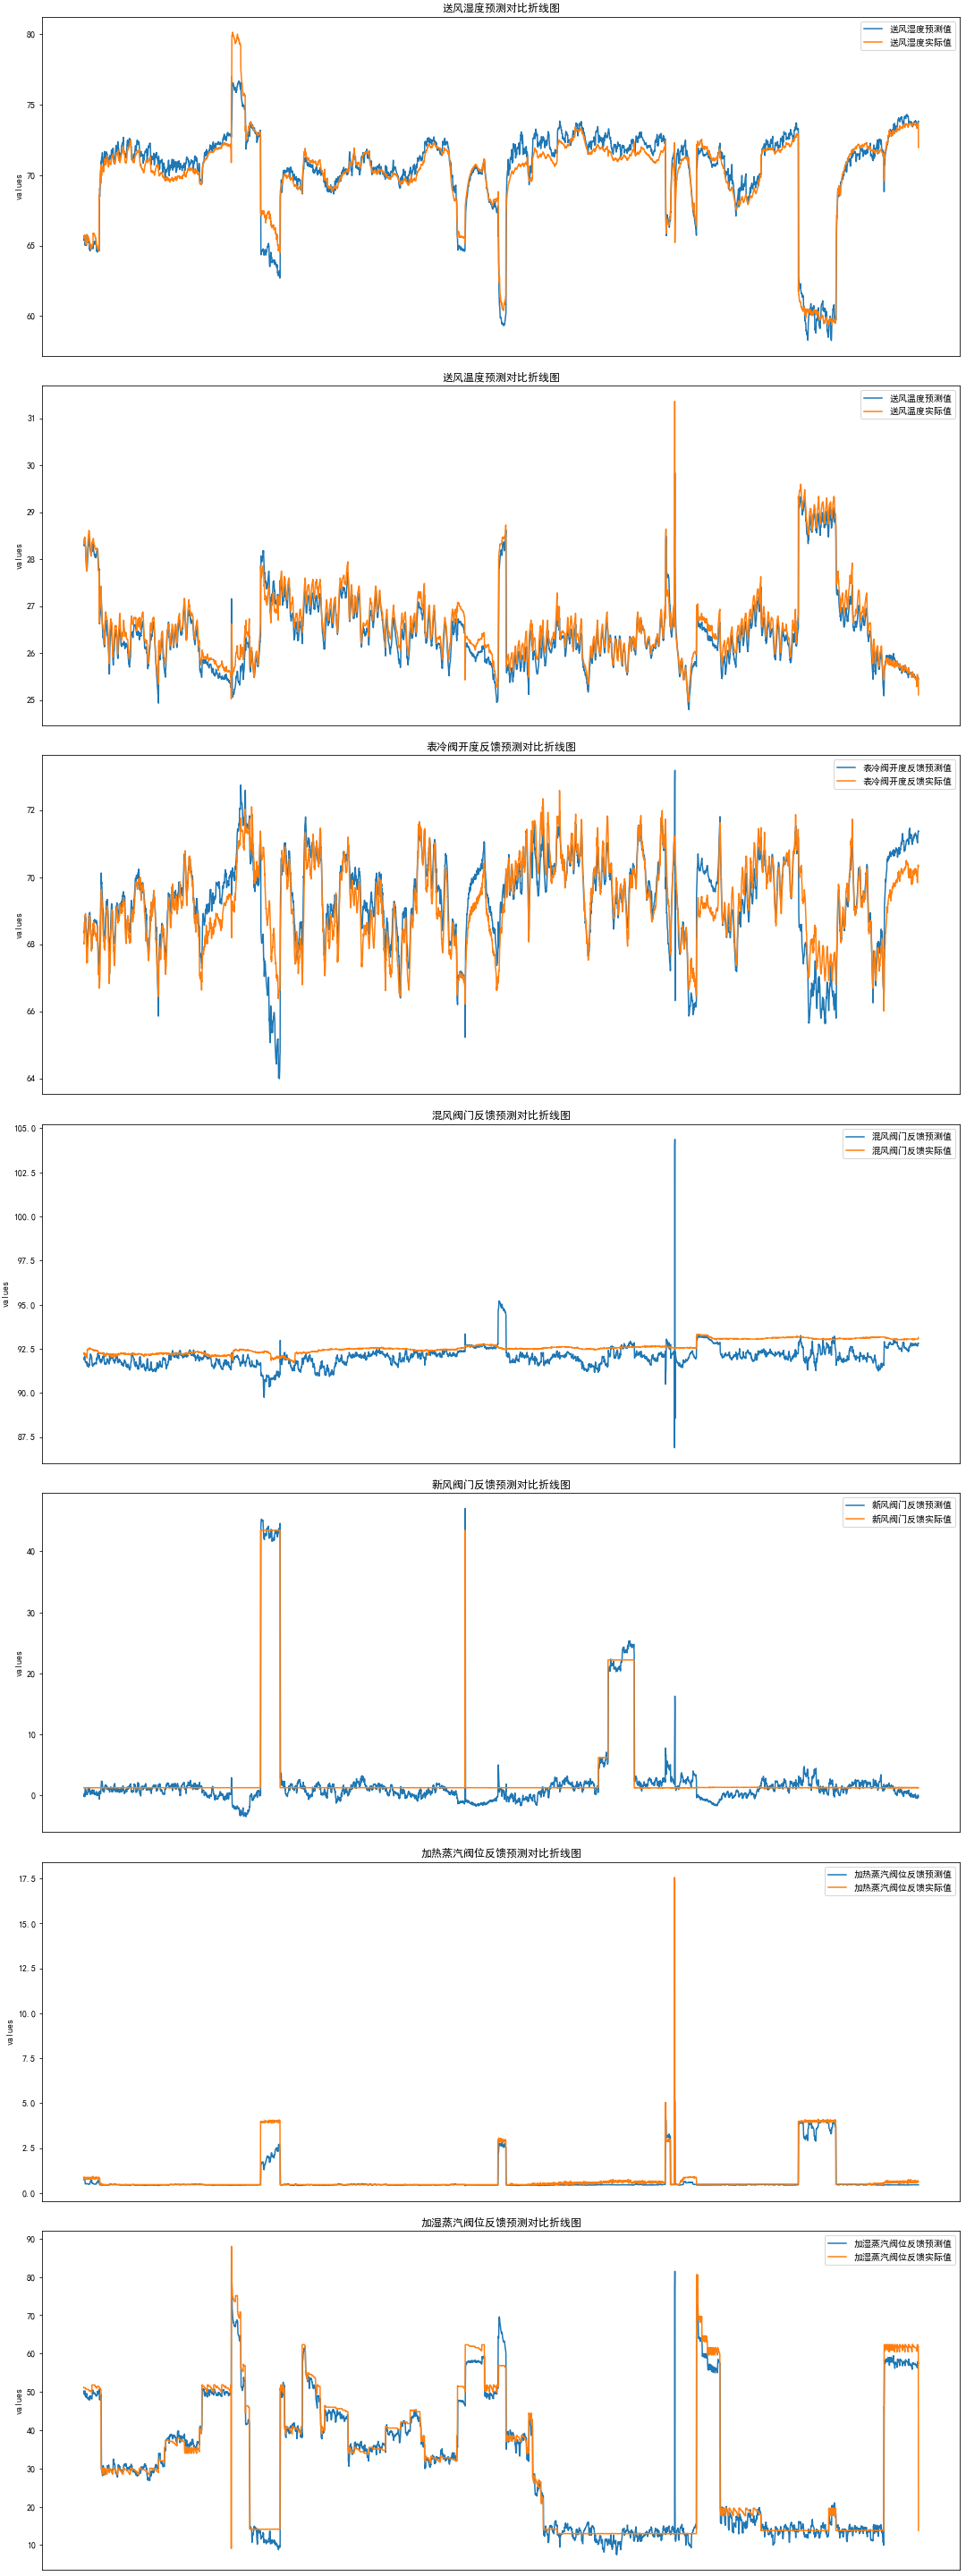 送风湿度预测对比折线图
送风湿度预测值
送风湿度实际值
80
75
70
65
60
values
送风温度预测对比折线图
送风温度预测值
送风温度实际值
31
30
29
28
27
26
25
values
表冷阀开度反馈预测对比折线图
表冷阀开度反馈预测值
表冷阀开度反馈实际值
72
70
68
66
64
values
混风阀门反馈预测对比折线图
混风阀门反馈预测值
混风阀门反馈实际值
105.0
102.5
100.0
97.5
95.0
92.5
90.0
87.5
values
新风阀门反馈预测对比折线图
新风阀门反馈预测值
新风阀门反馈实际值
40
30
20
10
0
values
加热蒸汽阀位反馈预测对比折线图
加热蒸汽阀位反馈预测值
加热蒸汽阀位反馈实际值
17.5
15.0
12.5
10.0
7.5
5.0
2.5
0.0
values
加湿蒸汽阀位反馈预测对比折线图
加湿蒸汽阀位反馈预测值
加湿蒸汽阀位反馈实际值
90
80
70
60
50
40
30
20
10
values